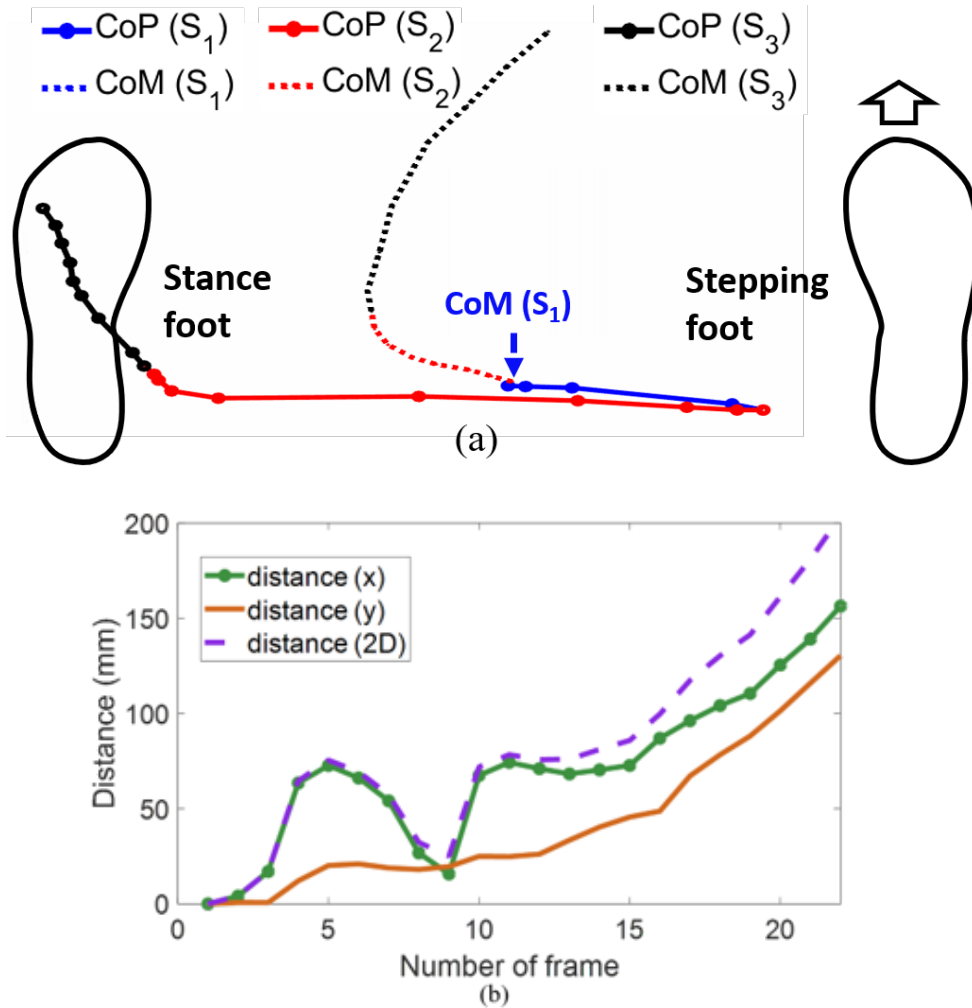 CoP (S1) CoP (S2) CoP (S3)
CoM (S1) CoM (S2) CoM (S3)
Stance
foot
CoM (S1)
Stepping
foot
(a)
200
150
100
50
0
Distance (mm)
distance (x)
distance (y)
distance (2D)
0 5 10 15 20
Number of frame
(b)